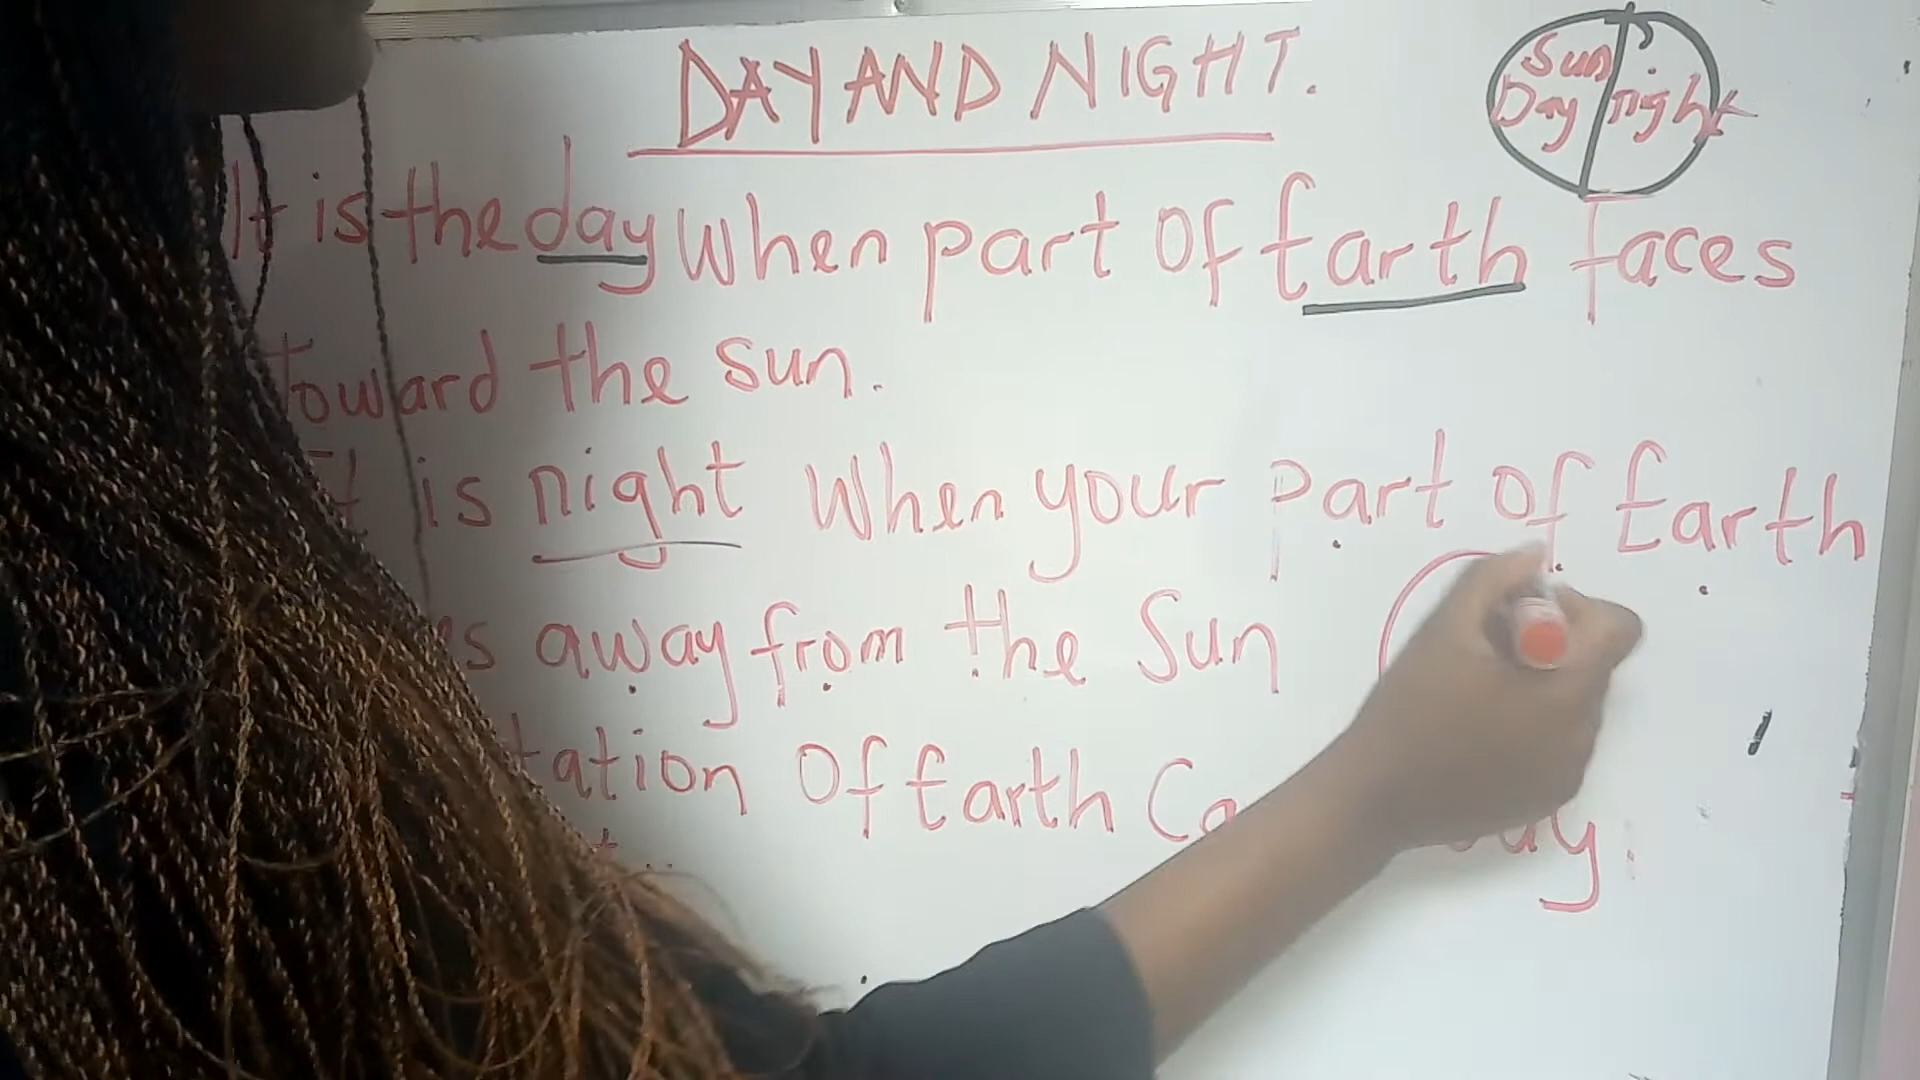 DAY AND NIGHT.
Sun
Day night
It is the day when part of Earth faces
Toward the sun.
is night when your part of Earth
away from the Sun
of Earth